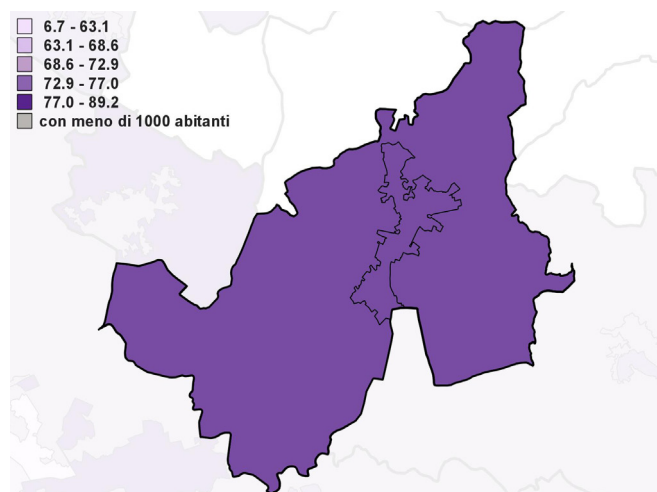 6.7 - 63.1
63.1 - 68.6
68.6 - 72.9
72.9 - 77.0
77.0 - 89.2
con meno di 1000 abitanti